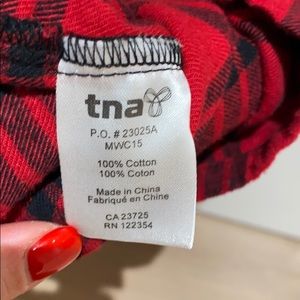 tna
P.O. # 23025A
MWC15
100% Cotton
100% Coton
Made in China
Fabriqué en Chine
CA 23725
RN 122354